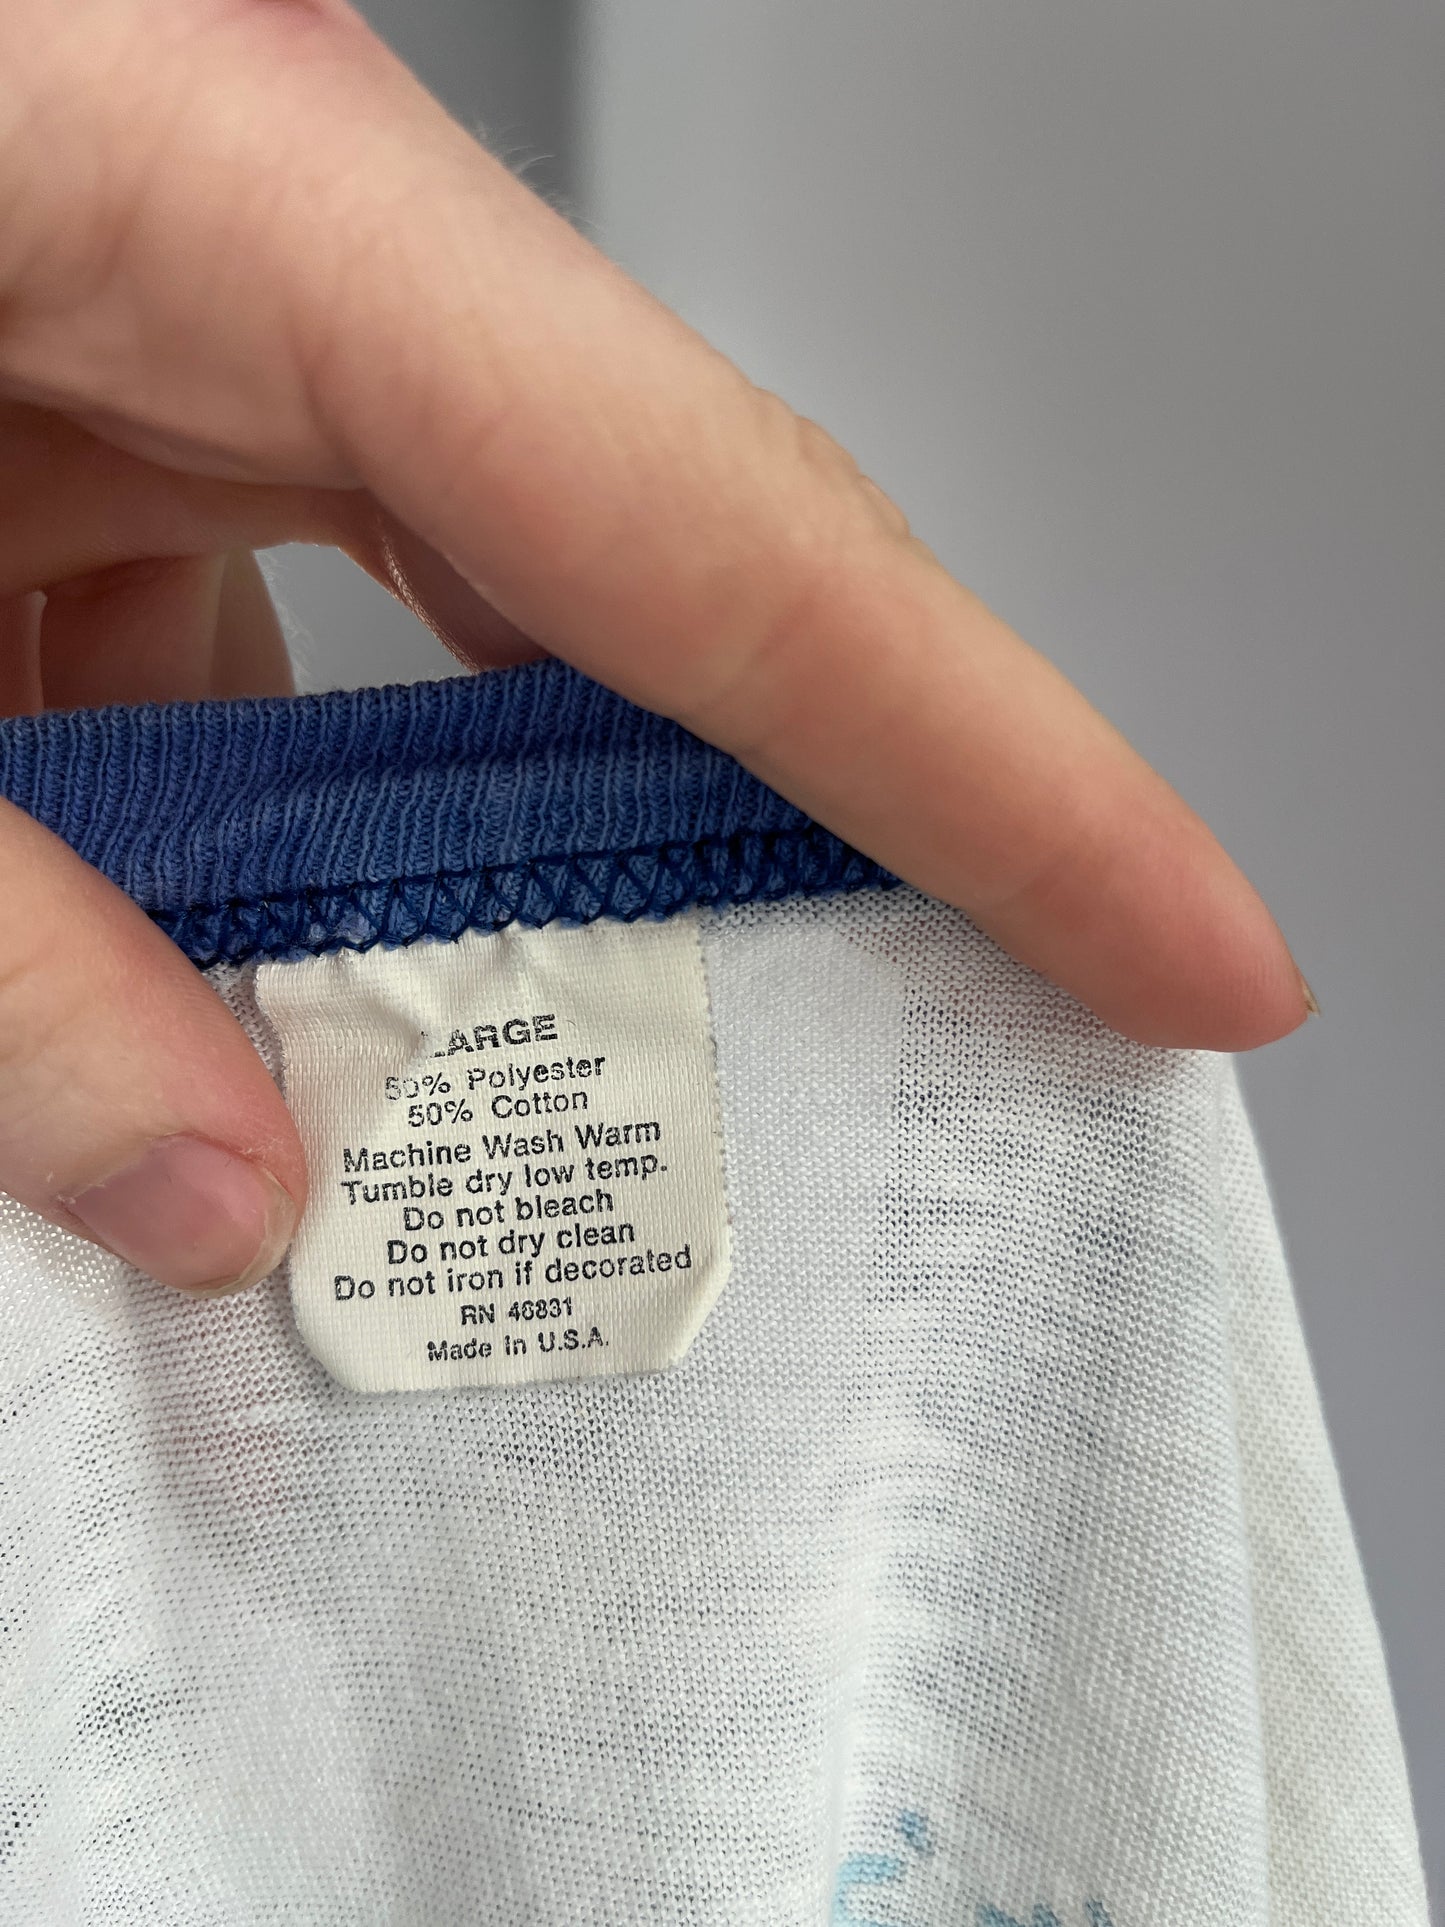 LARGE
50% Polyester
50% Cotton
Machine Wash Warm
Tumble dry low temp.
Do not bleach
Do not dry clean
Do not iron if decorated
RN 46831
Made in U.S.A.